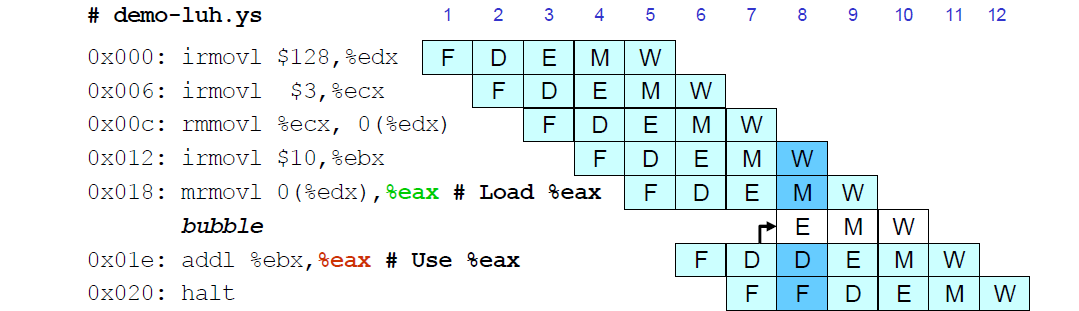 # demo-luh.ys 1 2 3 4 5 6 7 8 9 10 11 12
0x000: irmovl $128,%edx F D E M W
0x006: irmovl  $3,%ecx F D E M W
0x00c: rmmovl %ecx, 0(%edx) F D E M W
0x012: irmovl $10,%ebx F D E M W
0x018: mrmovl 0(%edx),%eax # Load %eax F D E M W
bubble E M W
0x01e: addl %ebx,%eax # Use %eax F D D E M W
0x020: halt F F D E M W